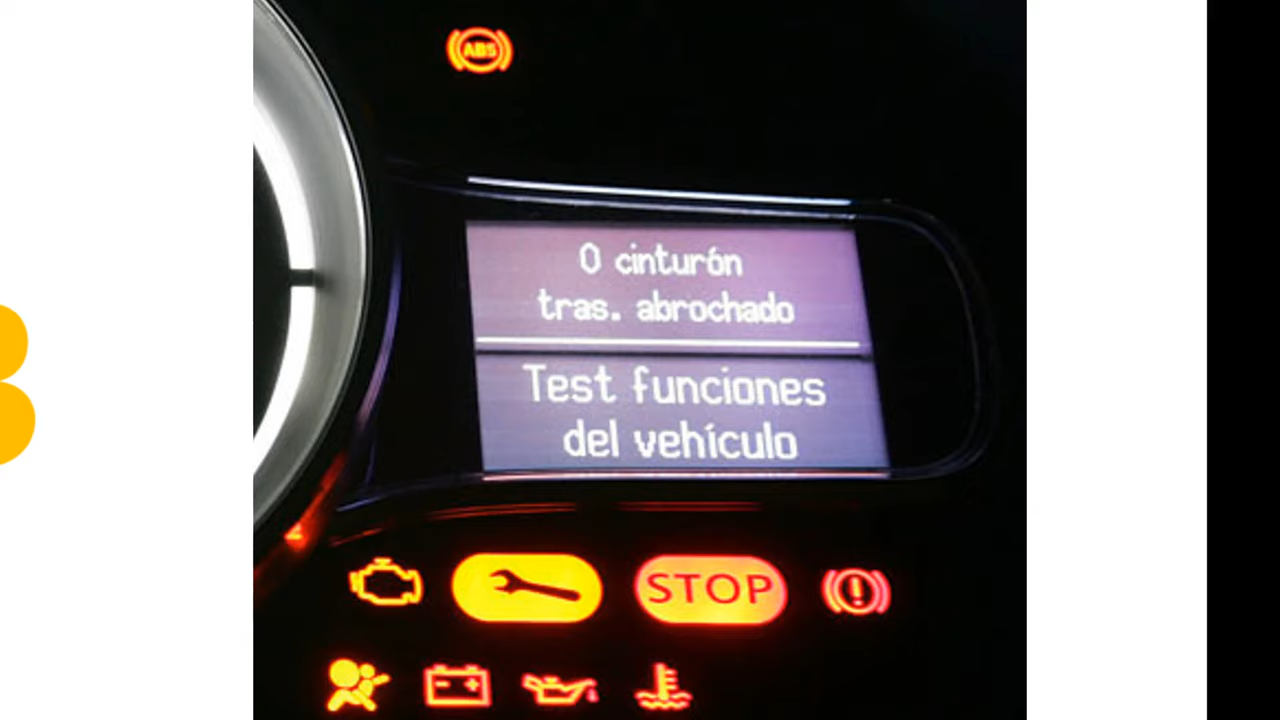 ABS
0 cinturón
tras. abrochado
Test funciones
del vehículo
STOP